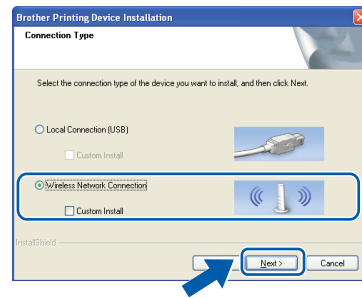 Brother Printing Device Installation
Connection Type
Select the connection type of the device you want to install, and then click Next.
Local Connection (USB)
Custom Install
Wireless Network Connection
Custom Install
InstallShield
Next >
Cancel